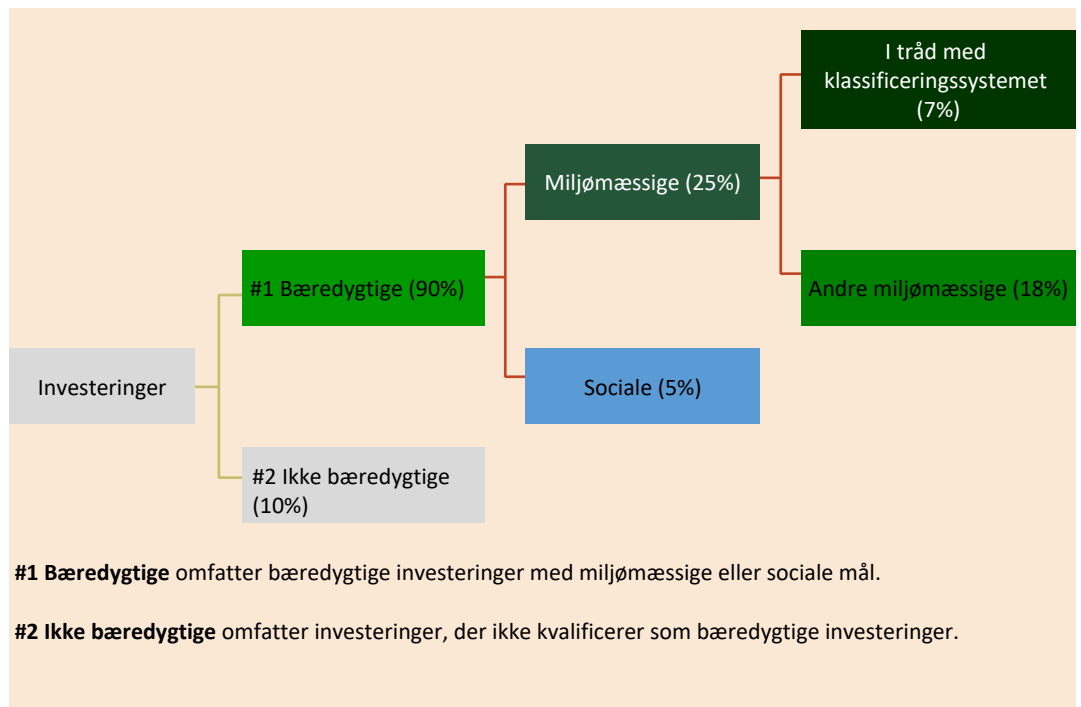 I tråd med
klassificeringssystemet
(7%)
Miljømæssige (25%)
#1 Bæredygtige (90%)
Andre miljømæssige (18%)
Investeringer
Sociale (5%)
#2 Ikke bæredygtige
(10%)
#1 Bæredygtige omfatter bæredygtige investeringer med miljømæssige eller sociale mål.
#2 Ikke bæredygtige omfatter investeringer, der ikke kvalificerer som bæredygtige investeringer.